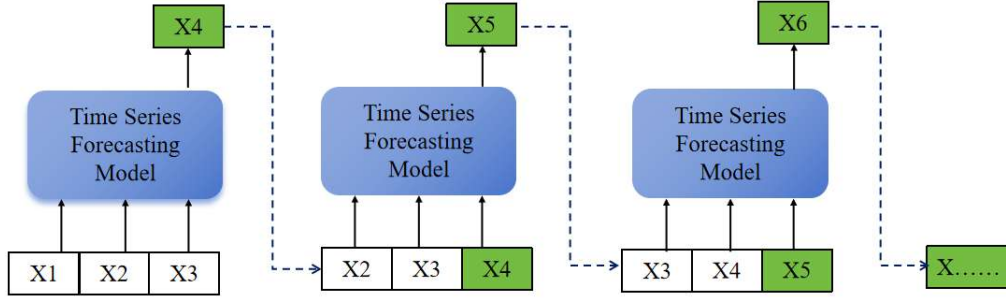 X4
X5
X6
Time Series
Forecasting
Model
Time Series
Forecasting
Model
Time Series
Forecasting
Model
X1 X2 X3
X2 X3 X4
X3 X4 X5
X......